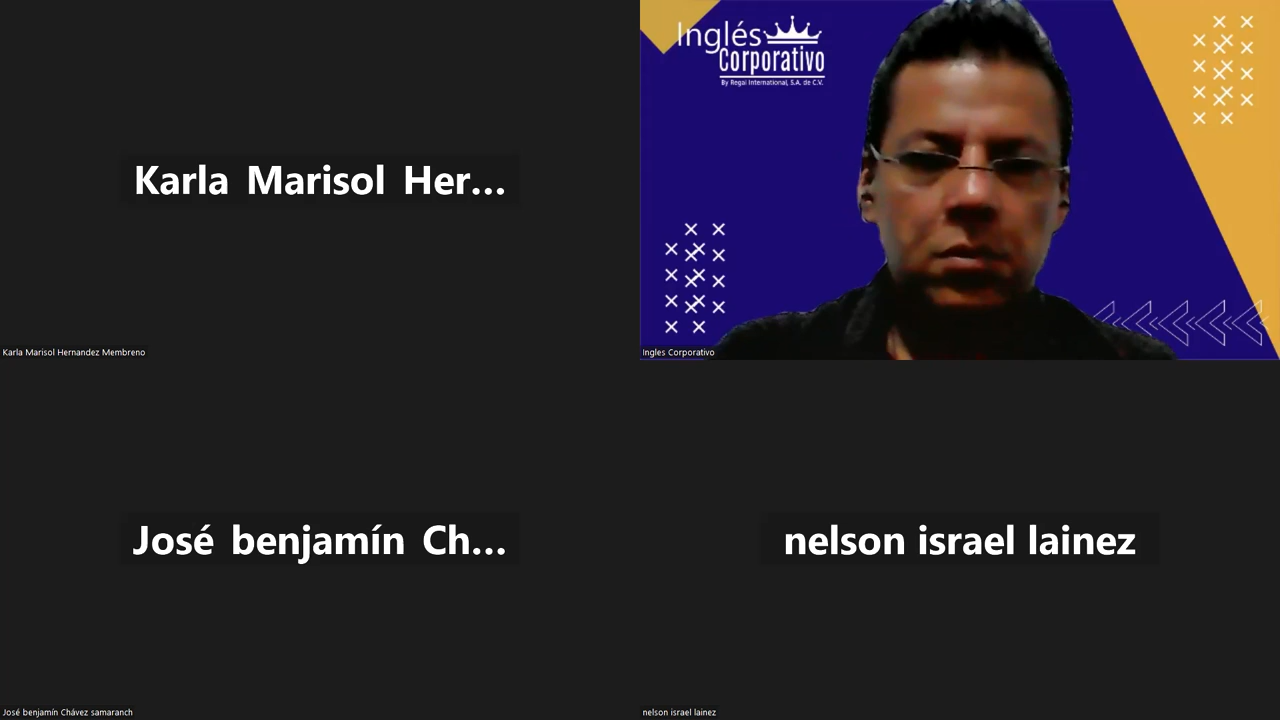 Karla Marisol Her...
Karla Marisol Hernandez Membreno
Inglés
Corporativo
By Regal International, S.A. de C.V.
Ingles Corporativo
José benjamín Ch...
José benjamín Chávez samaranch
nelson israel lainez
nelson israel lainez